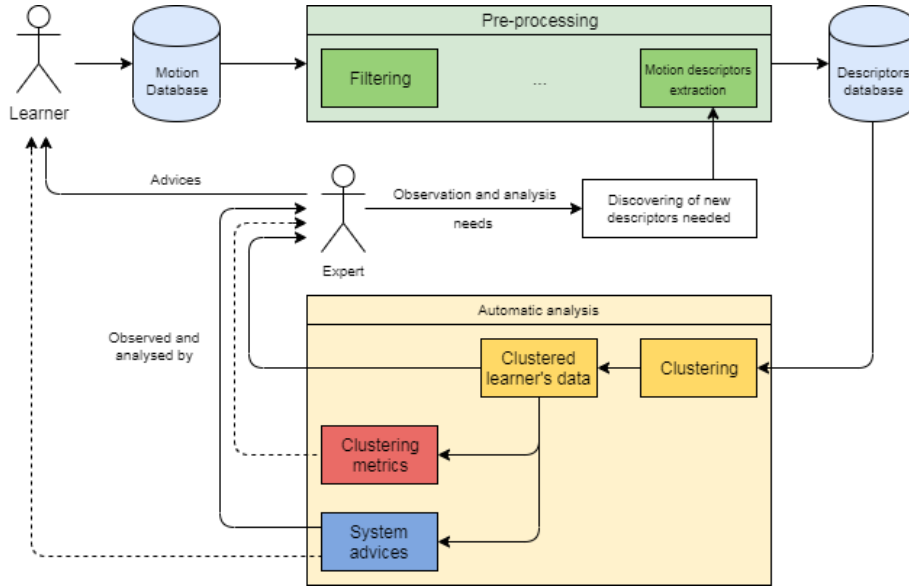 Pre-processing
Learner
Motion
Database
Filtering
...
Motion descriptors
extraction
Descriptors
database
Advices
Expert
Observation and analysis
needs
Discovering of new
descriptors needed
Observed and
analysed by
Automatic analysis
Clustered
learner's data
Clustering
Clustering
metrics
System
advices